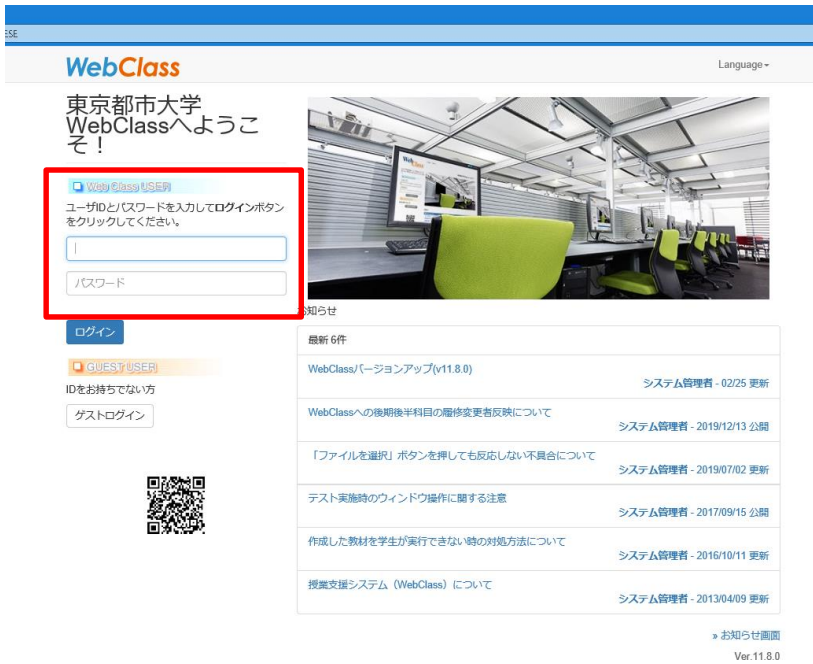 ESE
WebClass
Language
東京都市大学
WebClassへようこ
そ！
Web Class USER
ユーザIDとパスワードを入力してログインボタン
をクリックしてください。
パスワード
ログイン
GUEST USER
IDをお持ちでない方
ゲストログイン
お知らせ
最新 6件
WebClassバージョンアップ(v11.8.0)
システム管理者 - 02/25 更新
WebClassへの後期後半科目の履修変更者反映について
システム管理者 - 2019/12/13 公開
「ファイルを選択」ボタンを押しても反応しない不具合について
システム管理者 - 2019/07/02 更新
テスト実施時のウィンドウ操作に関する注意
システム管理者 - 2017/09/15 公開
作成した教材を学生が実行できない時の対処方法について
システム管理者 - 2016/10/11 更新
授業支援システム（WebClass）について
システム管理者 - 2013/04/09 更新
» お知らせ画面
Ver.11.8.0